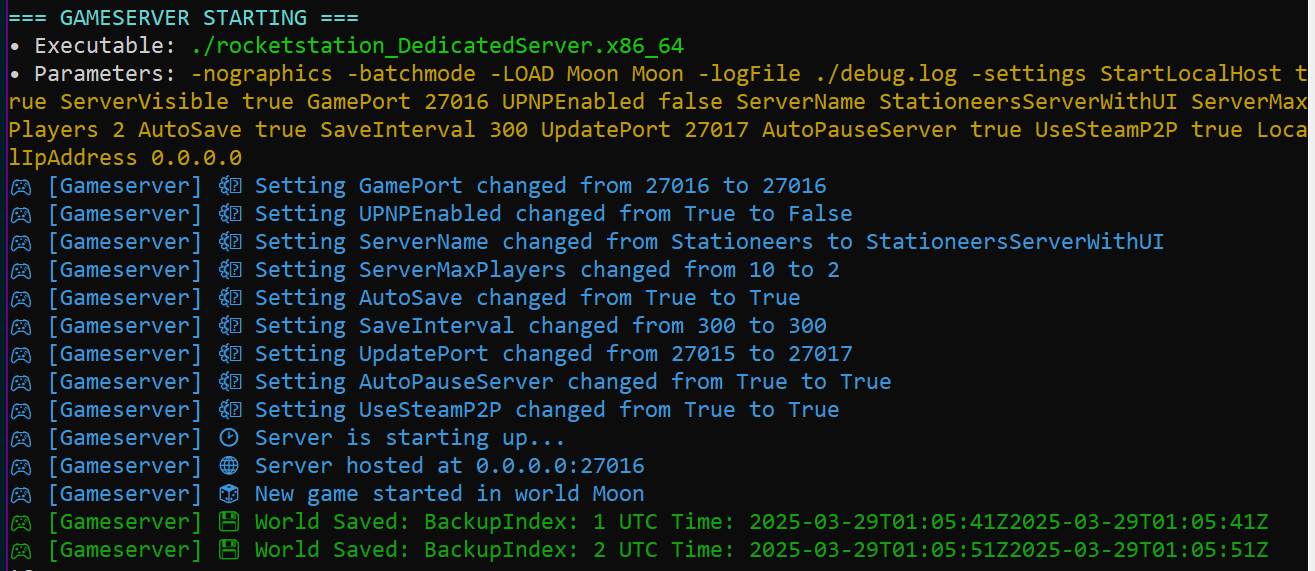 === GAMESERVER STARTING ===
• Executable: ./rocketstation_DedicatedServer.x86_64
• Parameters: -nographics -batchmode -LOAD Moon Moon -logFile ./debug.log -settings StartLocalHost t
rue ServerVisible true GamePort 27016 UPNPEnabled false ServerName StationeersServerWithUI ServerMax
Players 2 AutoSave true SaveInterval 300 UpdatePort 27017 AutoPauseServer true UseSteamP2P true Loca
lIpAddress 0.0.0.0
🎮 [Gameserver] ⚙️ Setting GamePort changed from 27016 to 27016
🎮 [Gameserver] ⚙️ Setting UPNPEnabled changed from True to False
🎮 [Gameserver] ⚙️ Setting ServerName changed from Stationeers to StationeersServerWithUI
🎮 [Gameserver] ⚙️ Setting ServerMaxPlayers changed from 10 to 2
🎮 [Gameserver] ⚙️ Setting AutoSave changed from True to True
🎮 [Gameserver] ⚙️ Setting SaveInterval changed from 300 to 300
🎮 [Gameserver] ⚙️ Setting UpdatePort changed from 27015 to 27017
🎮 [Gameserver] ⚙️ Setting AutoPauseServer changed from True to True
🎮 [Gameserver] ⚙️ Setting UseSteamP2P changed from True to True
🎮 [Gameserver] 🕑 Server is starting up...
🎮 [Gameserver] 🌐 Server hosted at 0.0.0.0:27016
🎮 [Gameserver] 🎲 New game started in world Moon
🎮 [Gameserver] 💾 World Saved: BackupIndex: 1 UTC Time: 2025-03-29T01:05:41Z2025-03-29T01:05:41Z
🎮 [Gameserver] 💾 World Saved: BackupIndex: 2 UTC Time: 2025-03-29T01:05:51Z2025-03-29T01:05:51Z